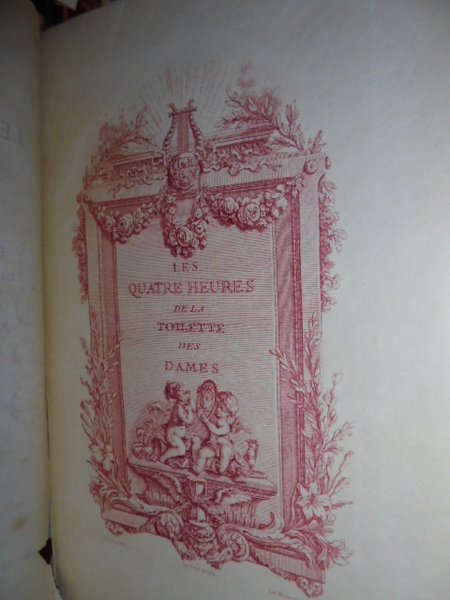 LES
QUATRE HEURES
DE LA
TOILETTE
DES
DAMES